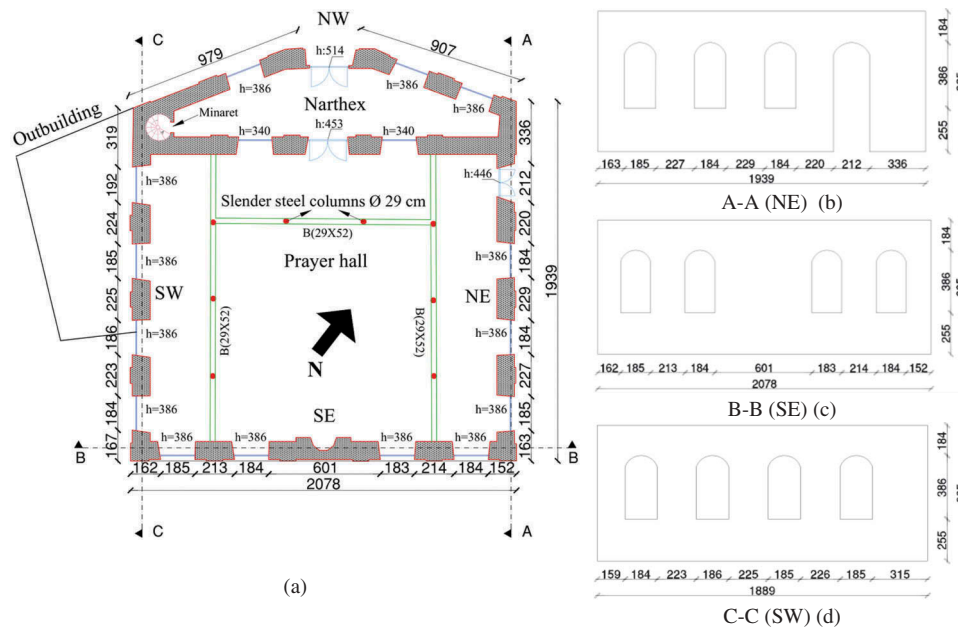 NW
C
A
979
907
h:514
h=386
h=386
Narthex
Minaret
Outbuilding
319
336
h=340
h:453
h=340
h=386
h:446
192
212
Slender steel columns Ø 29 cm
B(29X52)
224
220
h=386
h=386
Prayer hall
185
184
1939
225
SW
NE
229
B(29X52)
B(29X52)
h=386
h=386
186
184
N
223
227
SE
h=386
h=386
184
185
h=386
h=386
h=386
h=386
167
163
B
B
162 185 213 184 601 183 214 184 152
2078
C
A
(a)
184
386
255
163 185 227 184 229 184 220 212 336
1939
A-A (NE) (b)
184
386
255
162 185 213 184 601 183 214 184 152
2078
B-B (SE) (c)
184
386
255
159 184 223 186 225 185 226 185 315
1889
C-C (SW) (d)